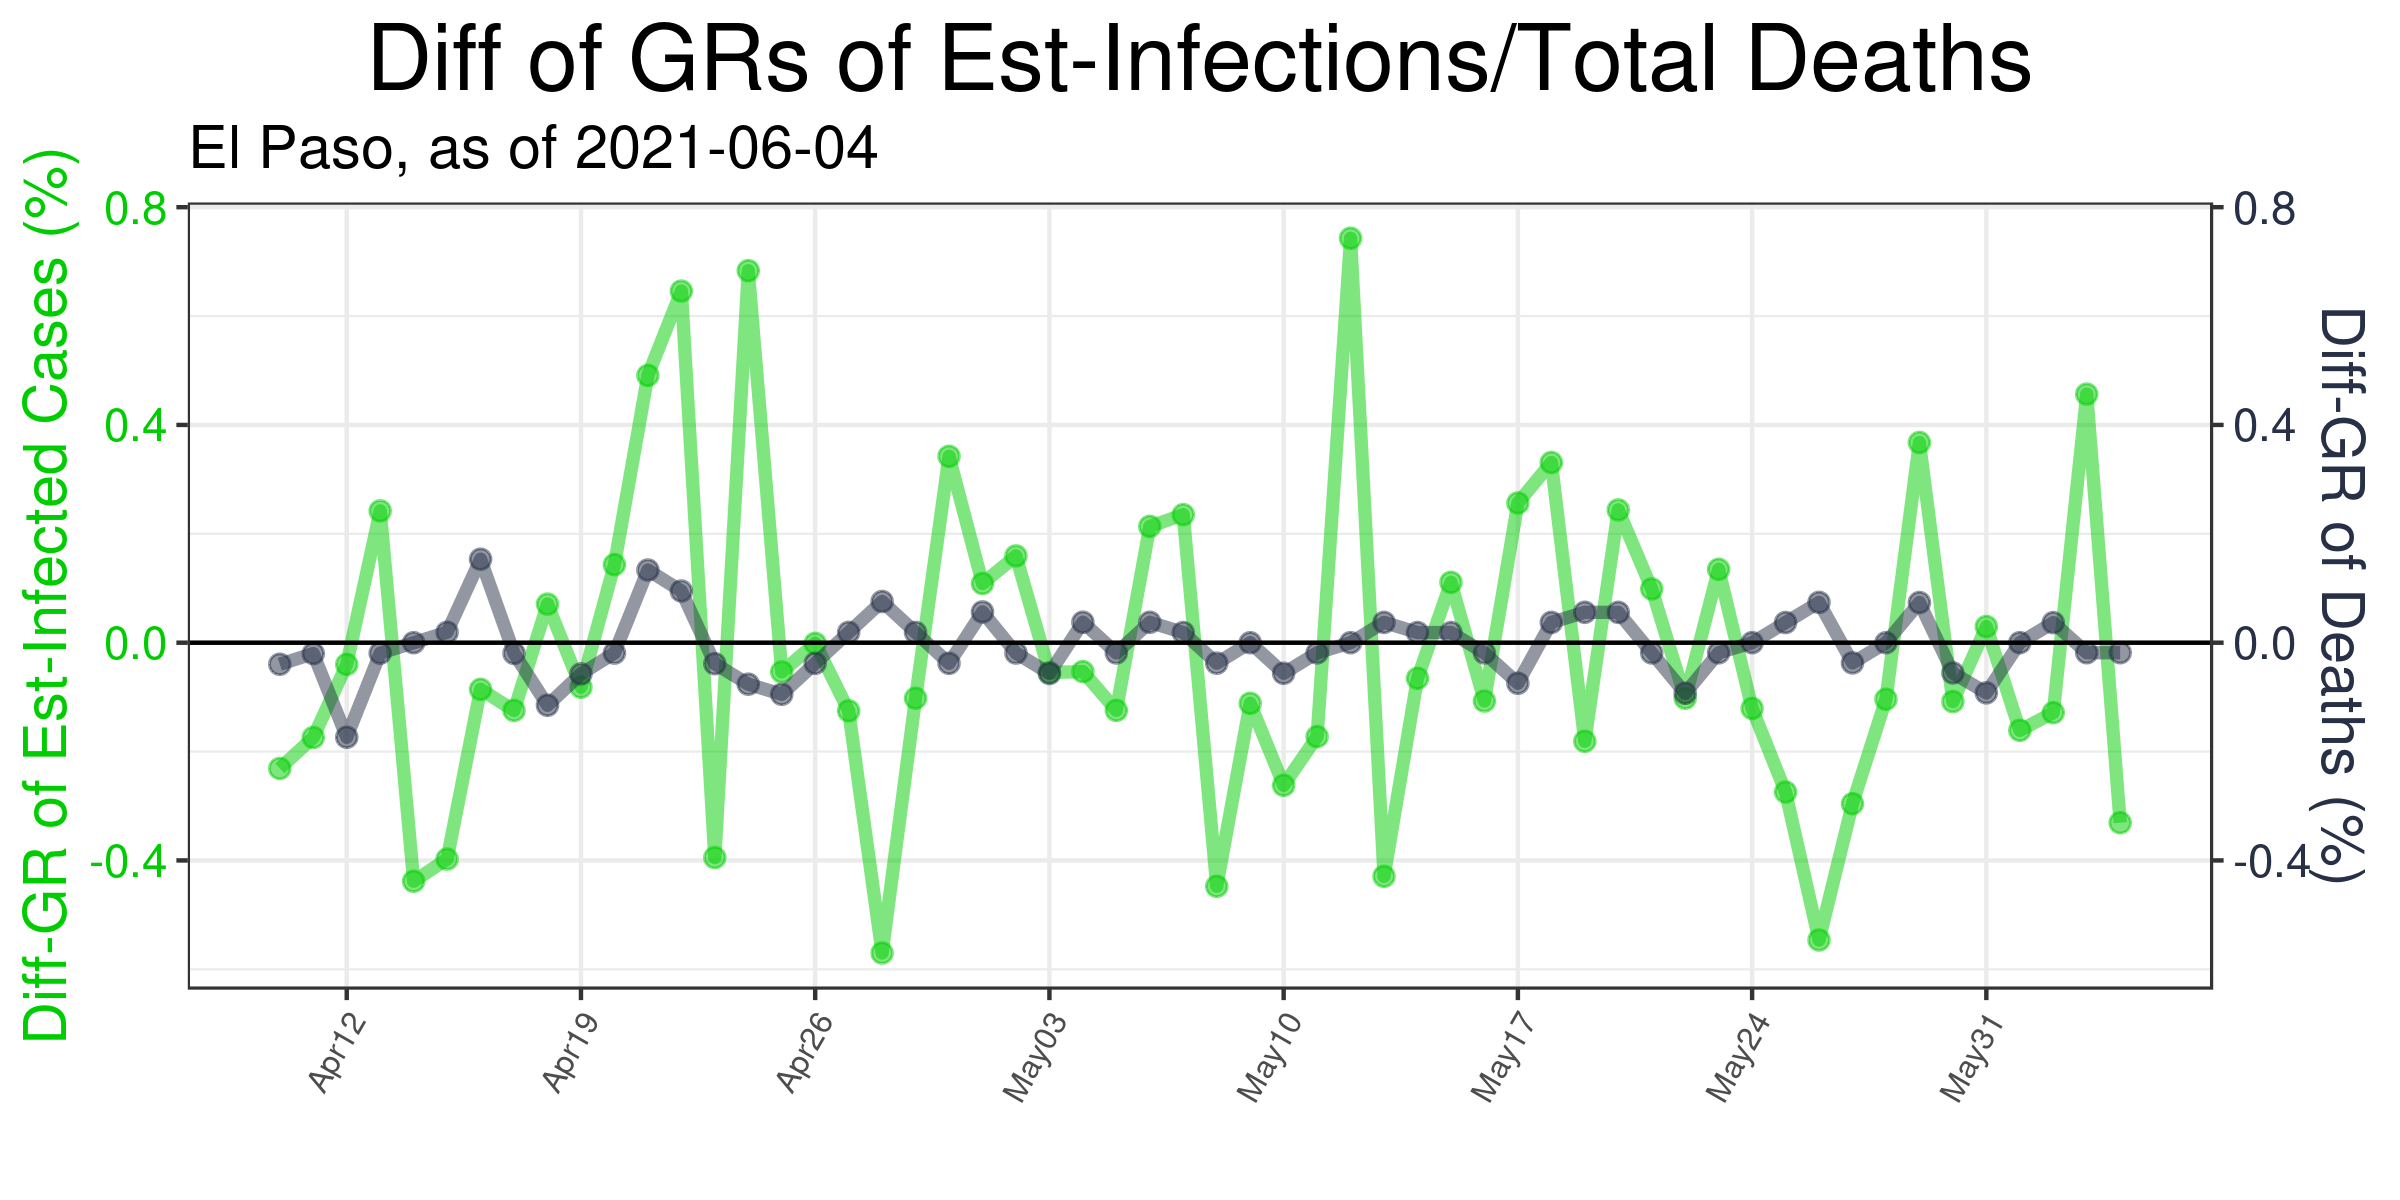 Diff of GRs of Est-Infections/Total Deaths
El Paso, as of 2021-06-04
Diff-GR of Est-Infected Cases (%)
0.8
0.4
0.0
-0.4
0.8
0.4
0.0
-0.4
Diff-GR of Deaths (%)
Apr12
Apr19
Apr26
May03
May10
May17
May24
May31